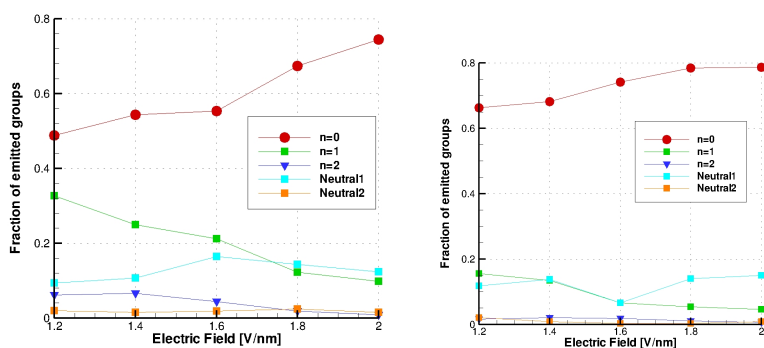 Fraction of emitted groups
0.8
0.6
0.4
0.2
0
1.2 1.4 1.6 1.8 2
Electric Field [V/nm]
n=0
n=1
n=2
Neutral1
Neutral2
Fraction of emitted groups
0.8
0.6
0.4
0.2
0
1.2 1.4 1.6 1.8 2
Electric Field [V/nm]
n=0
n=1
n=2
Neutral1
Neutral2